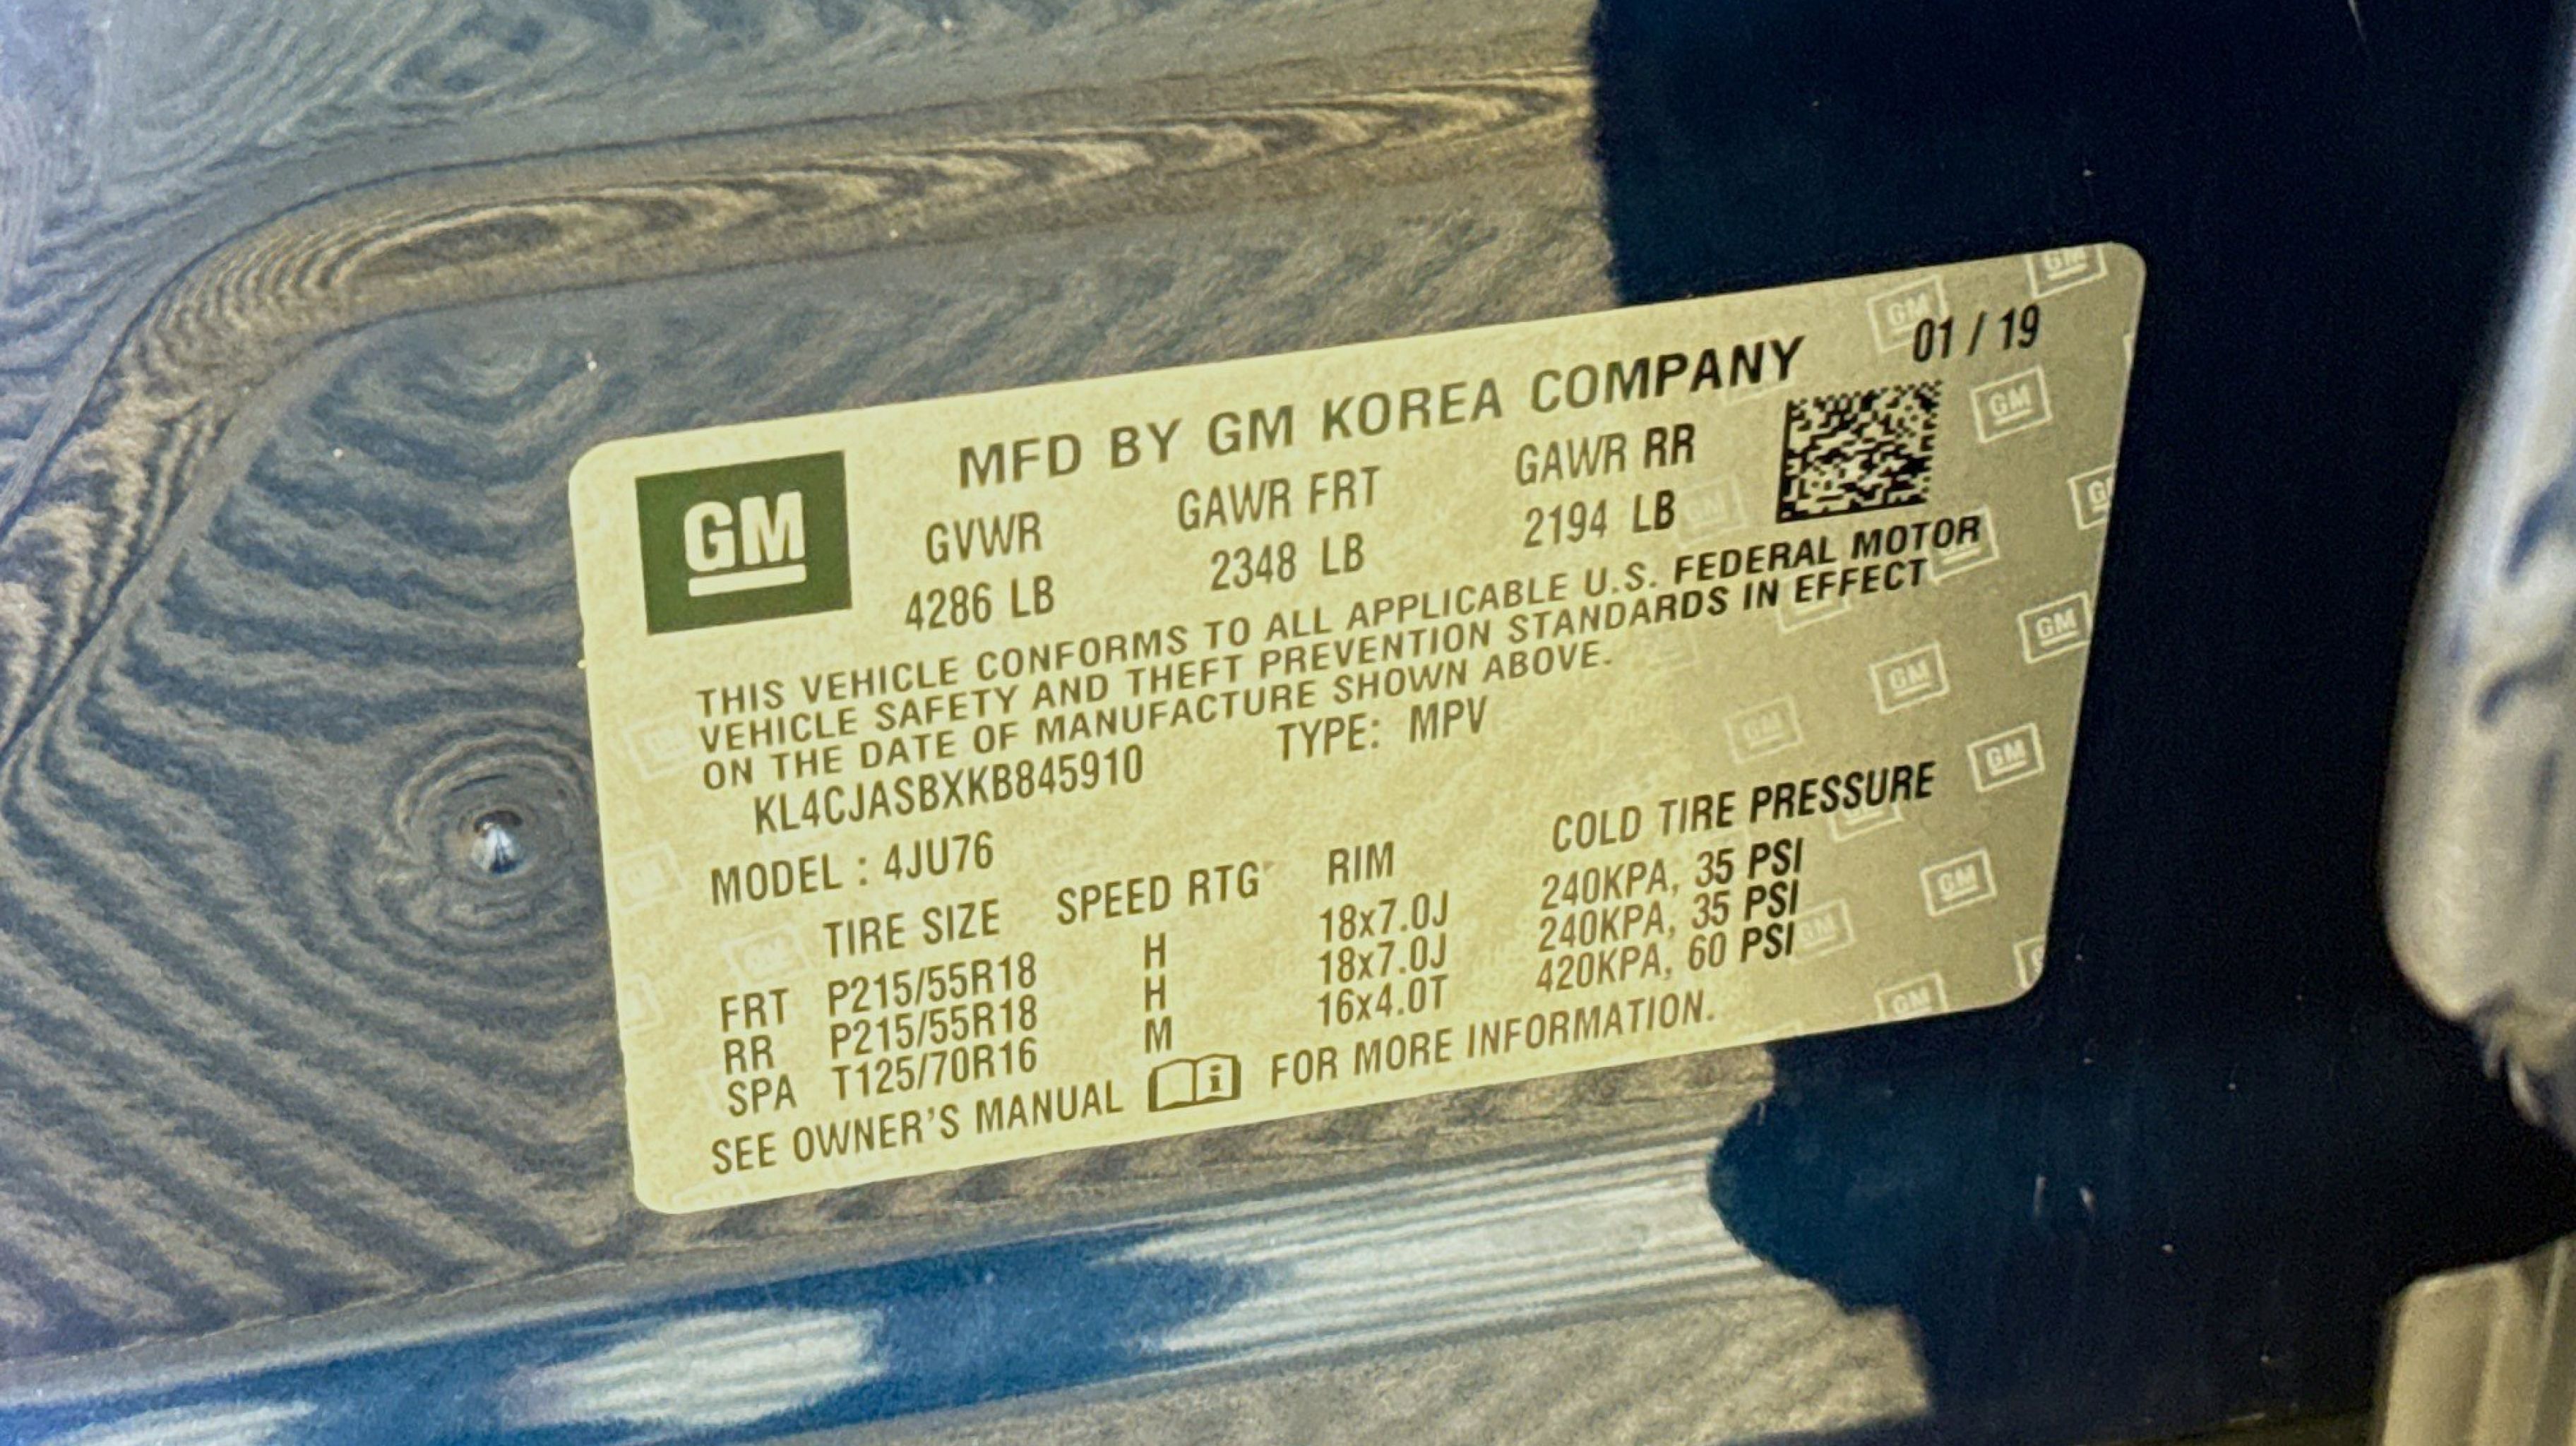 MFD BY GM KOREA COMPANY 01 / 19
GM
GVWR GAWR FRT GAWR RR
4286 LB 2348 LB 2194 LB
THIS VEHICLE CONFORMS TO ALL APPLICABLE U.S. FEDERAL MOTOR
VEHICLE SAFETY AND THEFT PREVENTION STANDARDS IN EFFECT
ON THE DATE OF MANUFACTURE SHOWN ABOVE.
KL4CJASBXKB845910 TYPE: MPV
MODEL : 4JU76
TIRE SIZE SPEED RTG RIM COLD TIRE PRESSURE
FRT P215/55R18 H 18x7.0J 240KPA, 35 PSI
RR P215/55R18 H 18x7.0J 240KPA, 35 PSI
SPA T125/70R16 M 16x4.0T 420KPA, 60 PSI
SEE OWNER'S MANUAL i FOR MORE INFORMATION.